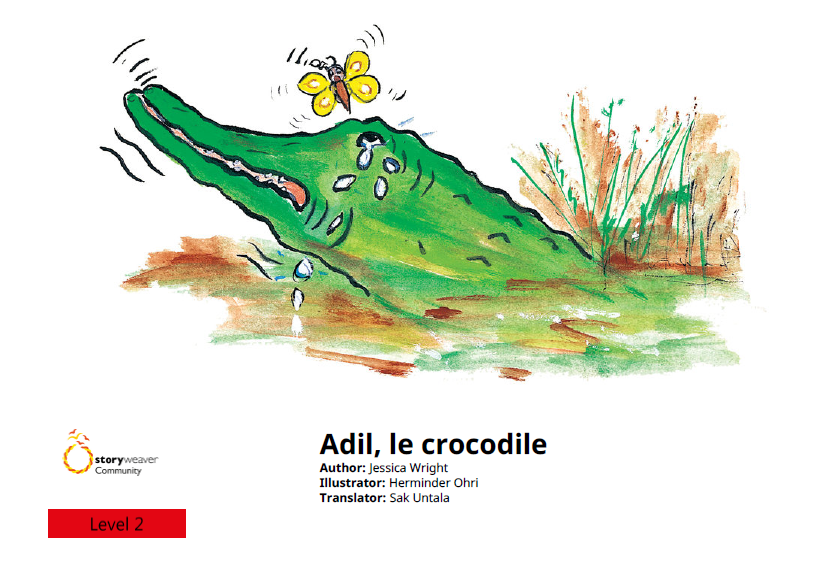 storyweaver
Community
Adil, le crocodile
Author: Jessica Wright
Illustrator: Herminder Ohri
Translator: Sak Untala
Level 2